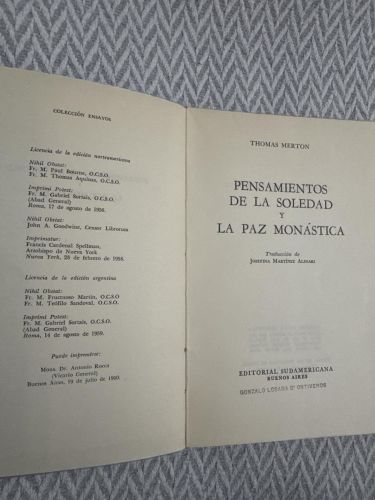 COLECCIÓN ENSAYOS
Licencia de la edición norteamericana
Nihil Obstat:
Fr. M. Paul Bourne, O.C.S.O.
Fr. M. Thomas Aquinas, O.C.S.O.
Imprimi Potest:
Fr. M. Gabriel Sortais, O.C.S.O.
(Abad General)
Roma, 17 de agosto de 1956.
Nihil Obstat:
John A. Goodwine, Censor Librorum
Imprimatur:
Francis Cardenal Spellman,
Arzobispo de Nueva York
Nueva York, 28 de febrero de 1958.
Licencia de la edición argentina
Nihil Obstat:
Fr. M. Fructuoso Martín, O.C.S.O
Fr. M. Teófilo Sandoval, O.C.S.O.
Imprimi Potest:
Fr. M. Gabriel Sortais, O.C.S.O.
(Abad General)
Roma, 14 de agosto de 1959.
Puede imprimirse:
Mons. Dr. Antonio Rocca
(Vicario General)
Buenos Aires, 19 de julio de 1960.
THOMAS MERTON
PENSAMIENTOS
DE LA SOLEDAD
Y
LA PAZ MONÁSTICA
Traducción de
JOSEFINA MARTÍNEZ ALINARI
EDITORIAL SUDAMERICANA
BUENOS AIRES
GONZALO LOSADA Dº ONTIVEROS